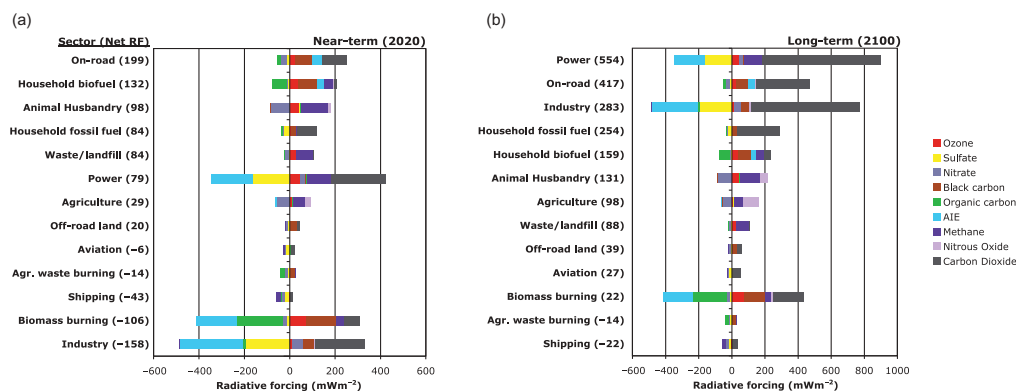 (a)
Sector (Net RF)
Near-term (2020)
On-road (199)
Household biofuel (132)
Animal Husbandry (98)
Household fossil fuel (84)
Waste/landfill (84)
Power (79)
Agriculture (29)
Off-road land (20)
Aviation (−6)
Agr. waste burning (−14)
Shipping (−43)
Biomass burning (−106)
Industry (−158)
−600 −400 −200 0 200 400 600
Radiative forcing (mWm−2)
(b)
Long-term (2100)
Power (554)
On-road (417)
Industry (283)
Household fossil fuel (254)
Household biofuel (159)
Animal Husbandry (131)
Agriculture (98)
Waste/landfill (88)
Off-road land (39)
Aviation (27)
Biomass burning (22)
Agr. waste burning (−14)
Shipping (−22)
−600 −400 −200 0 200 400 600 800 1000
Radiative forcing (mWm−2)
Ozone
Sulfate
Nitrate
Black carbon
Organic carbon
AIE
Methane
Nitrous Oxide
Carbon Dioxide